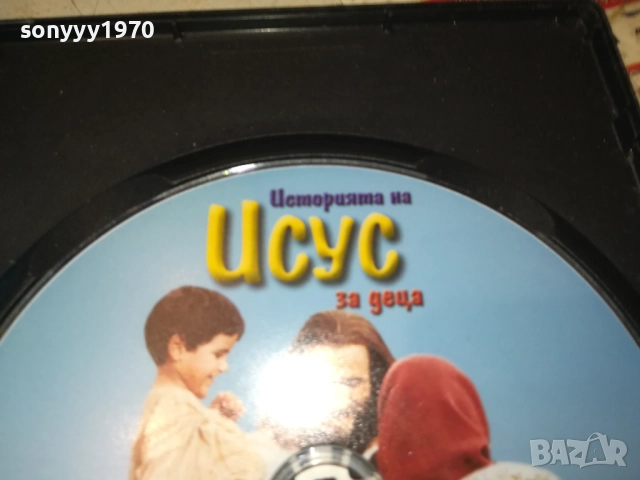 sonyyy1970
Историята на
Исус
за деца
BAZAR